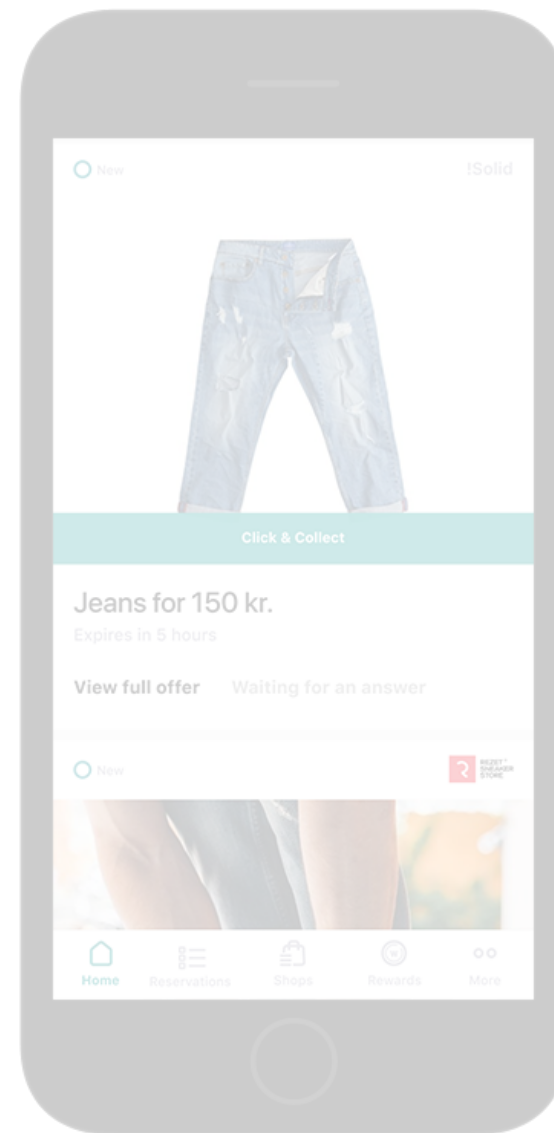 New
!Solid
Click & Collect
Jeans for 150 kr.
Expires in 5 hours
View full offer
Waiting for an answer
New
REZET™
SNEAKER
STORE
Home
Reservations
Shops
Rewards
More